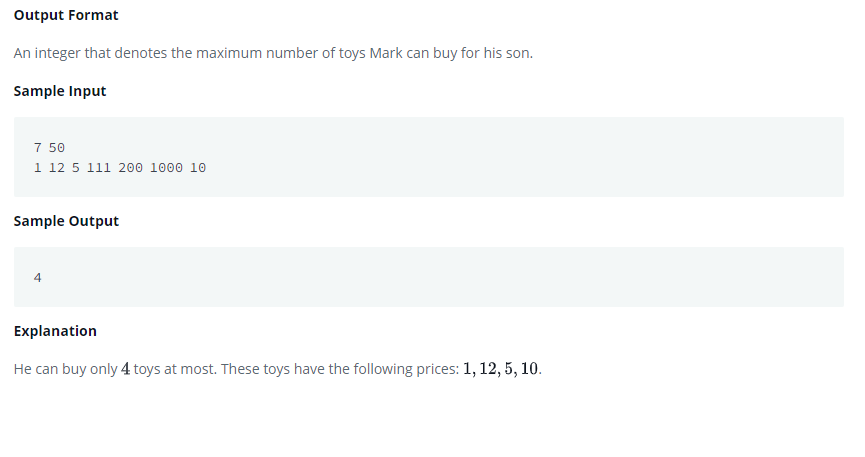 Output Format
An integer that denotes the maximum number of toys Mark can buy for his son.
Sample Input
7 50
1 12 5 111 200 1000 10
Sample Output
4
Explanation
He can buy only 4 toys at most. These toys have the following prices: 1, 12, 5, 10.